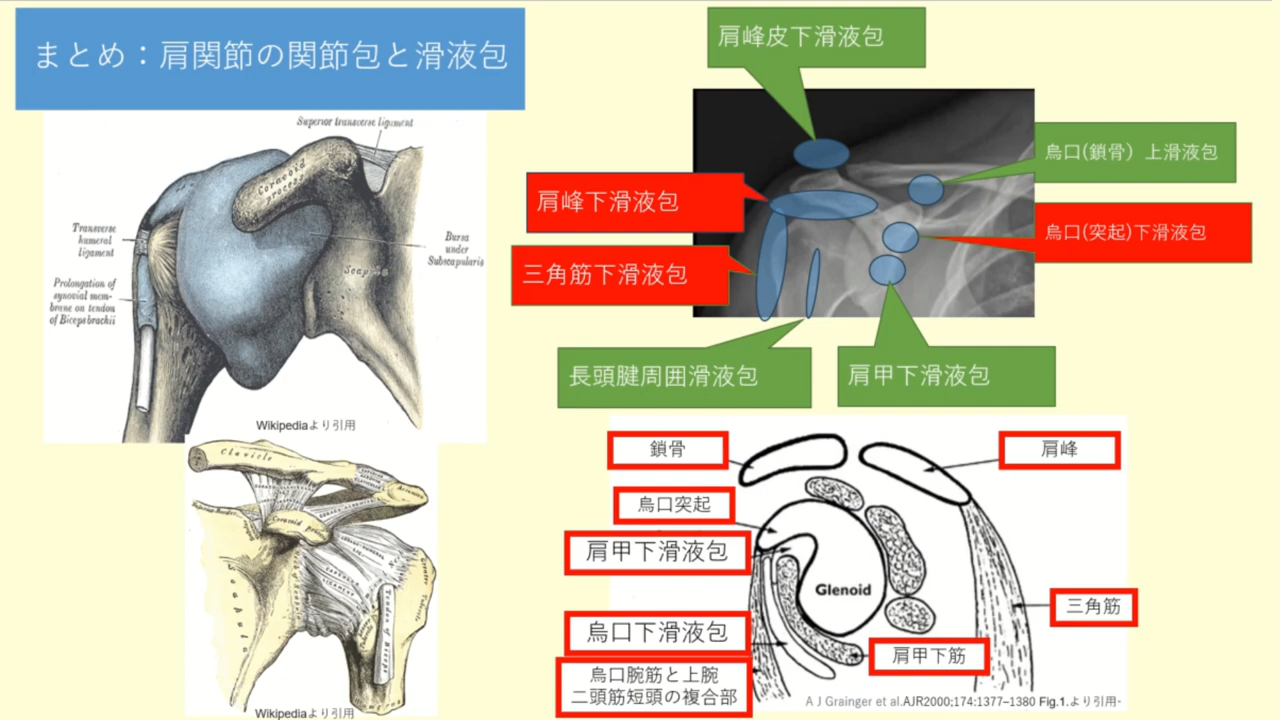 まとめ：肩関節の関節包と滑液包
肩峰皮下滑液包
烏口(鎖骨）上滑液包
肩峰下滑液包
烏口(突起)下滑液包
三角筋下滑液包
長頭腱周囲滑液包
肩甲下滑液包
Superior transverse ligament
Coracoid
process
Transverse
humeral
ligament
Bursa
under
Subscapularis
Scapula
Prolongation of
synovial mem-
brane on tendon
of Biceps brachii
Wikipediaより引用
Clavicle
Coracoid proc.
Scapula
Wikipediaより引用
鎖骨
肩峰
烏口突起
肩甲下滑液包
Glenoid
三角筋
烏口下滑液包
肩甲下筋
烏口腕筋と上腕
二頭筋短頭の複合部
A J Grainger et al.AJR2000;174:1377–1380 Fig.1.より引用-